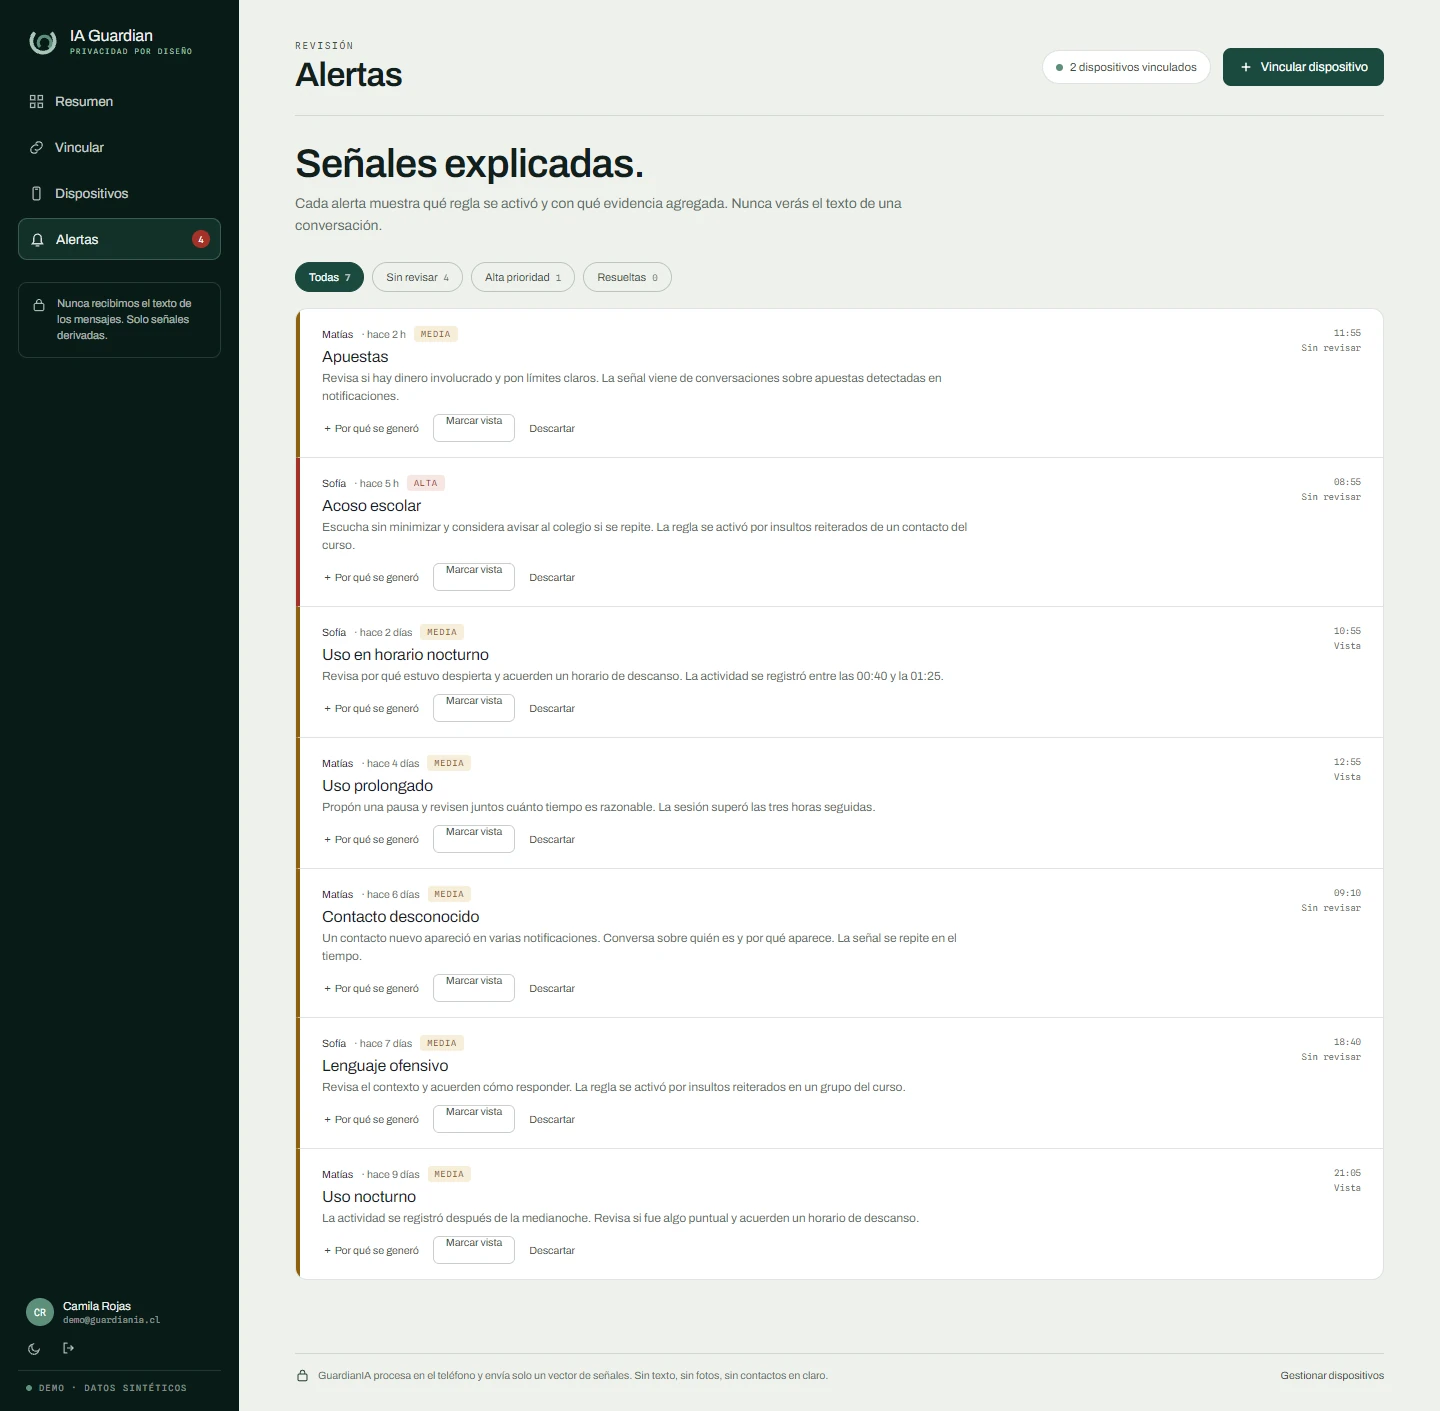 IA Guardian
PRIVACIDAD POR DISEÑO
Resumen
Vincular
Dispositivos
Alertas 4
Nunca recibimos el texto de
los mensajes. Solo señales
derivadas.
CR
Camila Rojas
demo@guardiania.cl
DEMO · DATOS SINTÉTICOS
REVISIÓN
Alertas
2 dispositivos vinculados
+ Vincular dispositivo
Señales explicadas.
Cada alerta muestra qué regla se activó y con qué evidencia agregada. Nunca verás el texto de una
conversación.
Todas 7 Sin revisar 4 Alta prioridad 1 Resueltas 0
Matías · hace 2 h MEDIA 11:55
Sin revisar
Apuestas
Revisa si hay dinero involucrado y pon límites claros. La señal viene de conversaciones sobre apuestas detectadas en
notificaciones.
+ Por qué se generó Marcar vista Descartar
Sofía · hace 5 h ALTA 08:55
Sin revisar
Acoso escolar
Escucha sin minimizar y considera avisar al colegio si se repite. La regla se activó por insultos reiterados de un contacto del
curso.
+ Por qué se generó Marcar vista Descartar
Sofía · hace 2 días MEDIA 10:55
Vista
Uso en horario nocturno
Revisa por qué estuvo despierta y acuerden un horario de descanso. La actividad se registró entre las 00:40 y la 01:25.
+ Por qué se generó Marcar vista Descartar
Matías · hace 4 días MEDIA 12:55
Vista
Uso prolongado
Propón una pausa y revisen juntos cuánto tiempo es razonable. La sesión superó las tres horas seguidas.
+ Por qué se generó Marcar vista Descartar
Matías · hace 6 días MEDIA 09:10
Sin revisar
Contacto desconocido
Un contacto nuevo apareció en varias notificaciones. Conversa sobre quién es y por qué aparece. La señal se repite en el
tiempo.
+ Por qué se generó Marcar vista Descartar
Sofía · hace 7 días MEDIA 18:40
Sin revisar
Lenguaje ofensivo
Revisa el contexto y acuerden cómo responder. La regla se activó por insultos reiterados en un grupo del curso.
+ Por qué se generó Marcar vista Descartar
Matías · hace 9 días MEDIA 21:05
Vista
Uso nocturno
La actividad se registró después de la medianoche. Revisa si fue algo puntual y acuerden un horario de descanso.
+ Por qué se generó Marcar vista Descartar
GuardianIA procesa en el teléfono y envía solo un vector de señales. Sin texto, sin fotos, sin contactos en claro.
Gestionar dispositivos